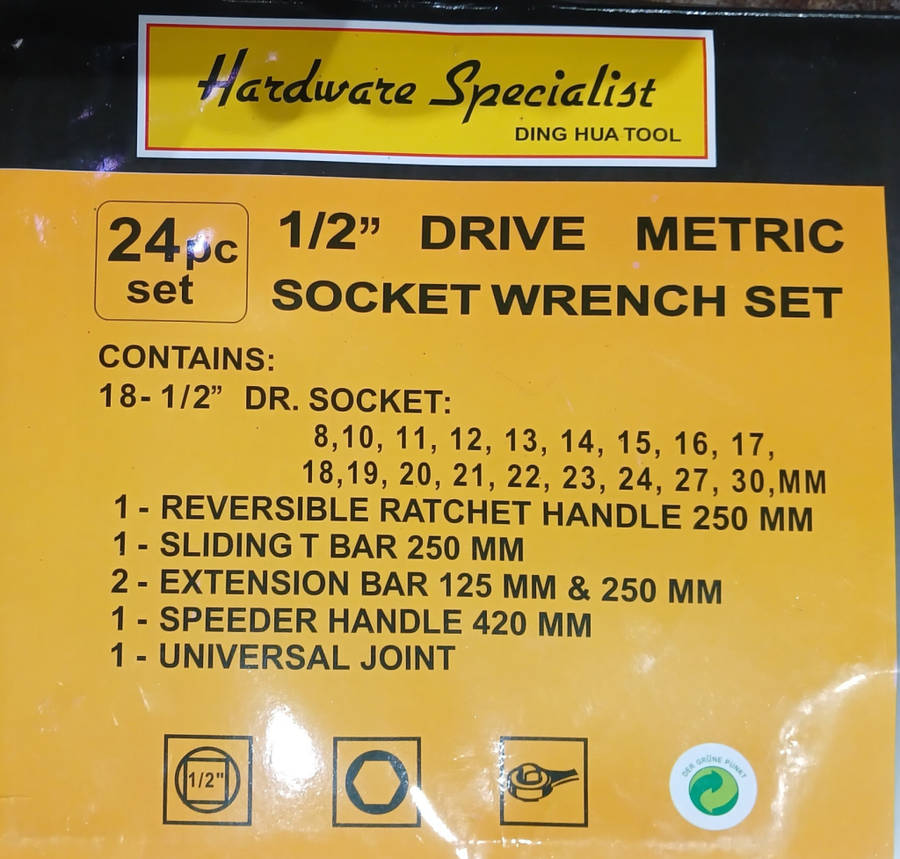 Hardware Specialist
DING HUA TOOL
24pc
set
1/2” DRIVE METRIC
SOCKET WRENCH SET
CONTAINS:
18- 1/2” DR. SOCKET:
8,10, 11, 12, 13, 14, 15, 16, 17,
18,19, 20, 21, 22, 23, 24, 27, 30,MM
1 - REVERSIBLE RATCHET HANDLE 250 MM
1 - SLIDING T BAR 250 MM
2 - EXTENSION BAR 125 MM & 250 MM
1 - SPEEDER HANDLE 420 MM
1 - UNIVERSAL JOINT
1/2"
DER GRÜNE PUNKT